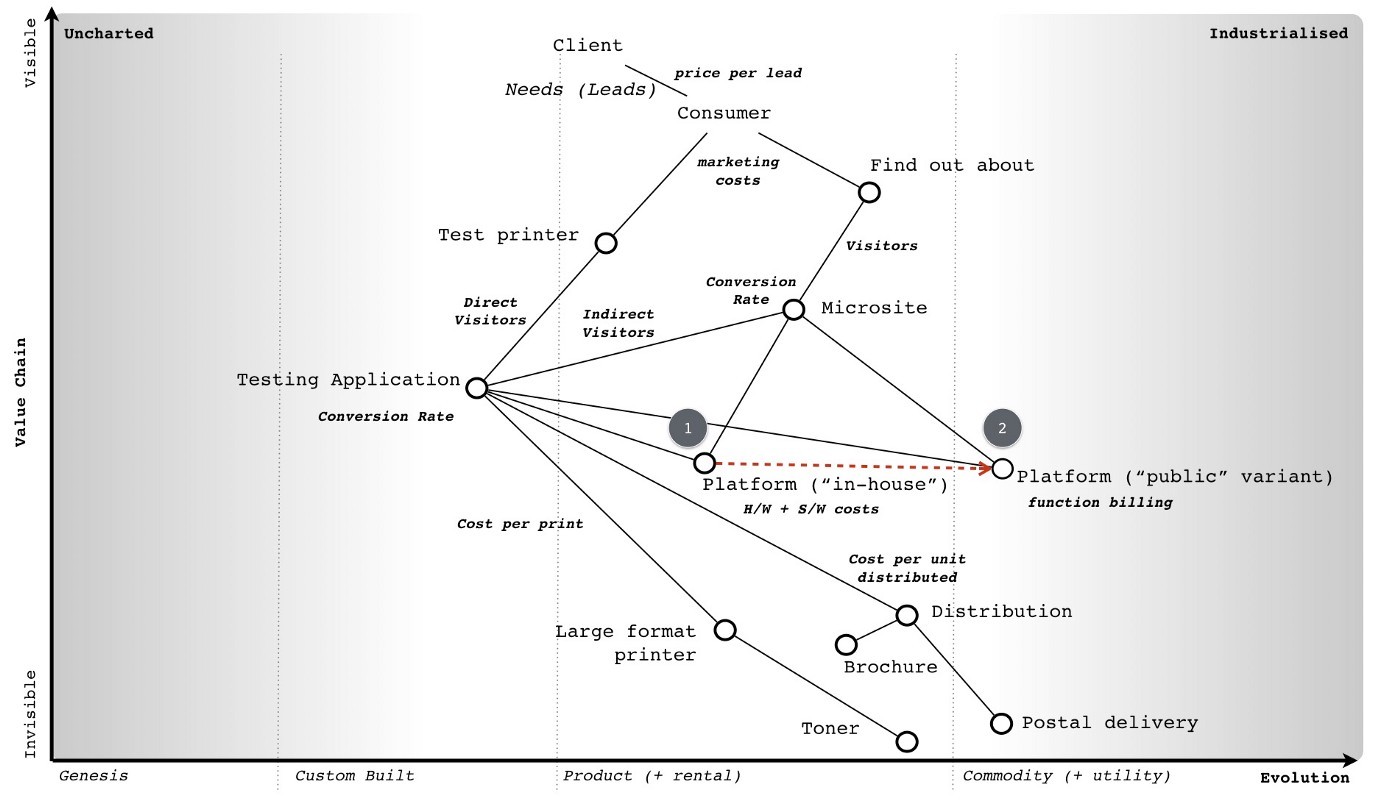 Visible
Uncharted
Industrialised
Client
price per lead
Needs (Leads)
Consumer
marketing
costs
Find out about
Test printer
Visitors
Conversion
Rate
Microsite
Direct
Visitors
Indirect
Visitors
Value Chain
Testing Application
Conversion Rate
1
2
Platform (“in-house”)
H/W + S/W costs
Platform (“public” variant)
function billing
Cost per print
Cost per unit
distributed
Distribution
Large format
printer
Brochure
Invisible
Toner
Postal delivery
Genesis
Custom Built
Product (+ rental)
Commodity (+ utility)
Evolution